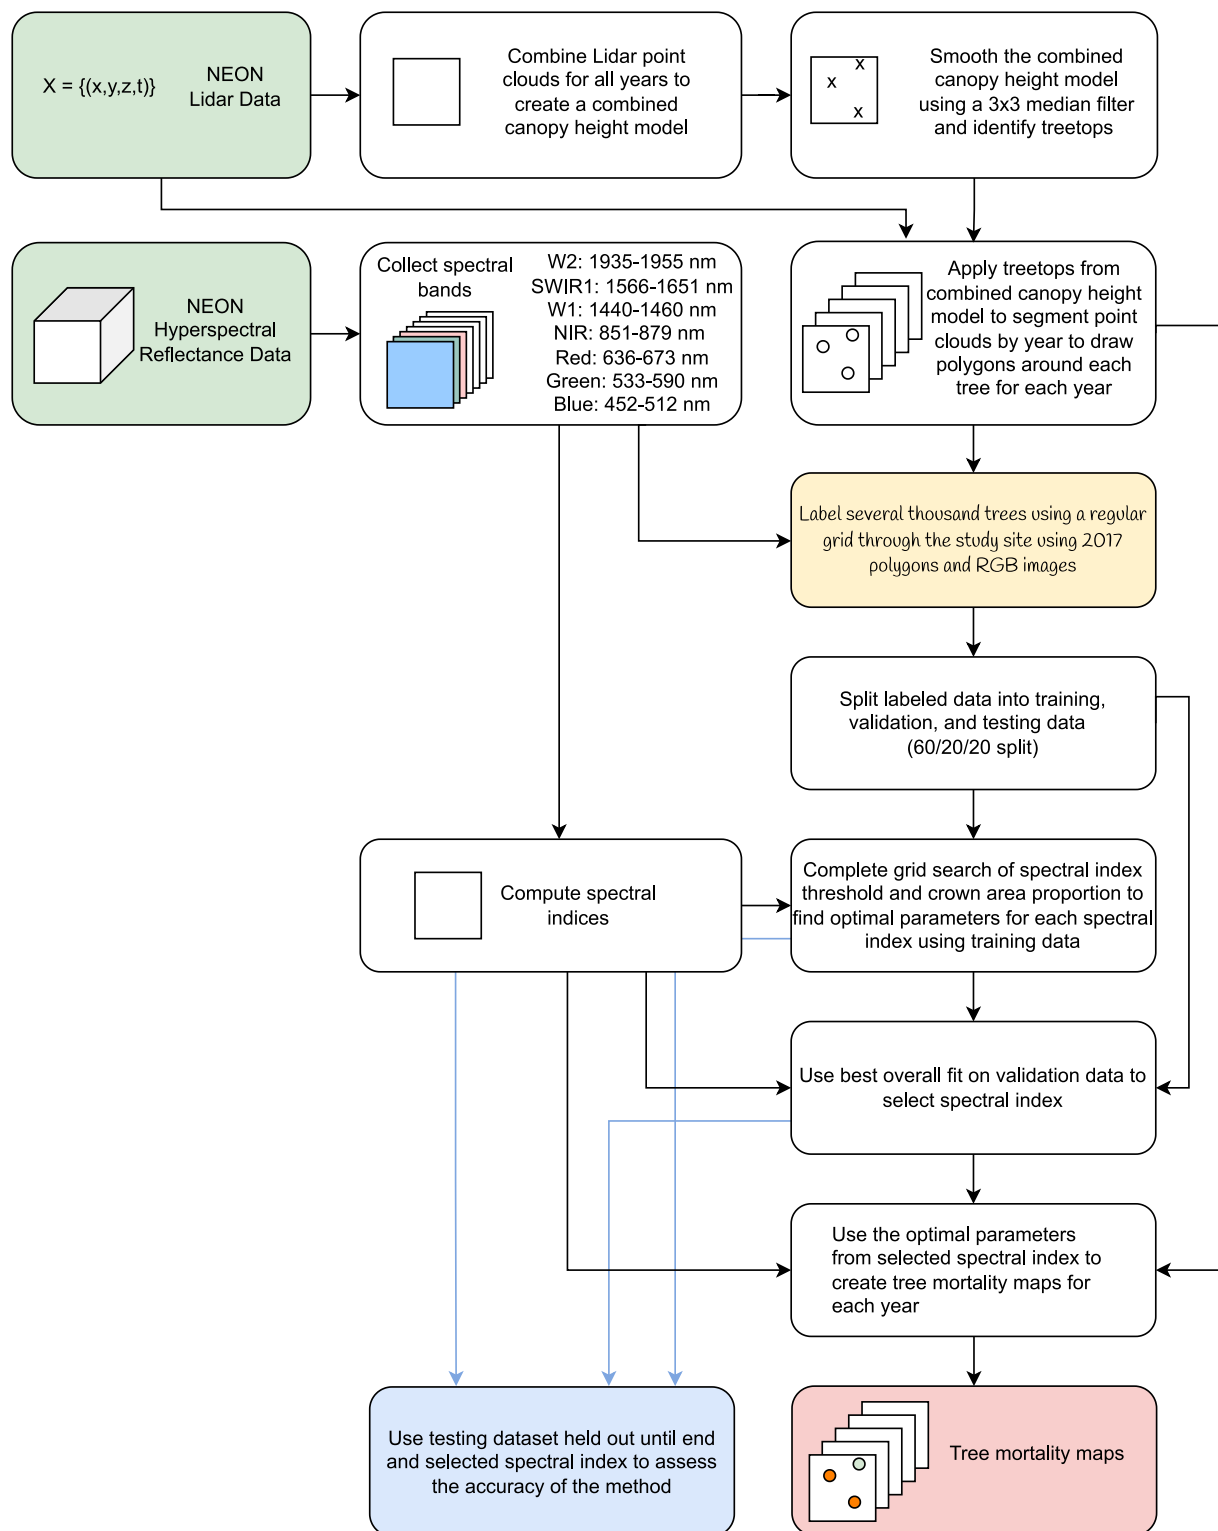 X = {(x,y,z,t)}
NEON
Lidar Data
Combine Lidar point
clouds for all years to
create a combined
canopy height model
x
x
x
Smooth the combined
canopy height model
using a 3x3 median filter
and identify treetops
NEON
Hyperspectral
Reflectance Data
Collect spectral
bands
W2: 1935-1955 nm
SWIR1: 1566-1651 nm
W1: 1440-1460 nm
NIR: 851-879 nm
Red: 636-673 nm
Green: 533-590 nm
Blue: 452-512 nm
Apply treetops from
combined canopy height
model to segment point
clouds by year to draw
polygons around each
tree for each year
Label several thousand trees using a regular
grid through the study site using 2017
polygons and RGB images
Split labeled data into training,
validation, and testing data
(60/20/20 split)
Compute spectral
indices
Complete grid search of spectral index
threshold and crown area proportion to
find optimal parameters for each spectral
index using training data
Use best overall fit on validation data to
select spectral index
Use the optimal parameters
from selected spectral index to
create tree mortality maps for
each year
Use testing dataset held out until end
and selected spectral index to assess
the accuracy of the method
Tree mortality maps